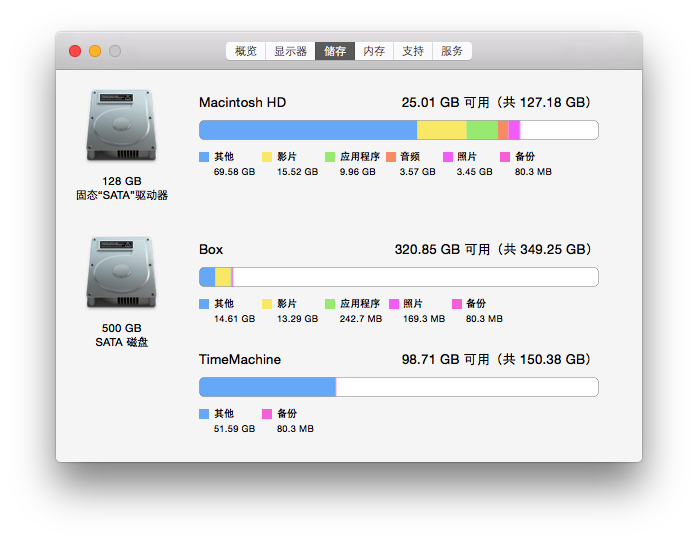 概览 显示器 储存 内存 支持 服务
Macintosh HD 25.01 GB 可用（共 127.18 GB）
其他 影片 应用程序 音频 照片 备份
69.58 GB 15.52 GB 9.96 GB 3.57 GB 3.45 GB 80.3 MB
128 GB
固态“SATA”驱动器
Box 320.85 GB 可用（共 349.25 GB）
其他 影片 应用程序 照片 备份
14.61 GB 13.29 GB 242.7 MB 169.3 MB 80.3 MB
500 GB
SATA 磁盘
TimeMachine 98.71 GB 可用（共 150.38 GB）
其他 备份
51.59 GB 80.3 MB